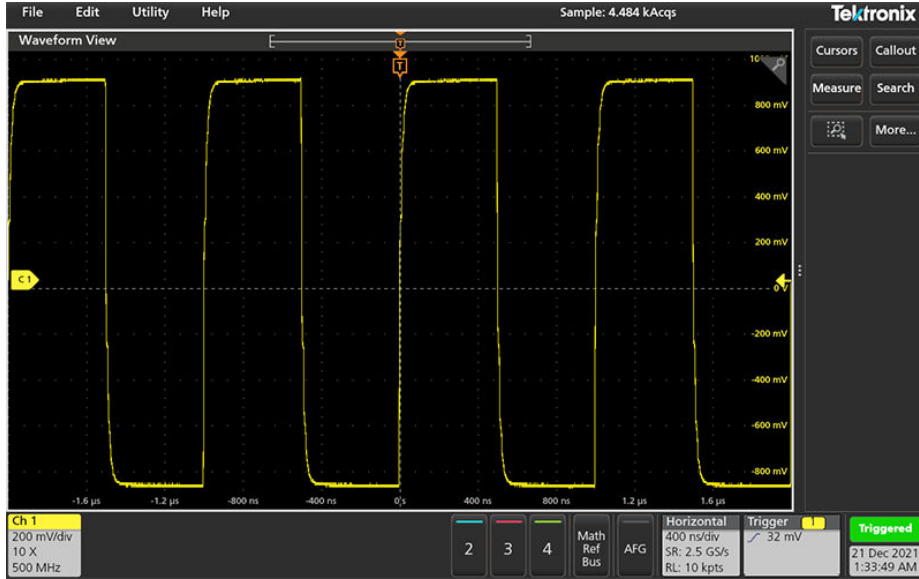 File Edit Utility Help Sample: 4.484 kAcqs Tektronix
Waveform View
T
T
Cursors Callout
Measure Search
More...
800 mV
600 mV
400 mV
200 mV
C1
0 V
-200 mV
-400 mV
-600 mV
-800 mV
-1.6 µs -1.2 µs -800 ns -400 ns 0 s 400 ns 800 ns 1.2 µs 1.6 µs
Ch 1
200 mV/div
10 X
500 MHz
2 3 4
Math
Ref
Bus
AFG
Horizontal
400 ns/div
SR: 2.5 GS/s
RL: 10 kpts
Trigger 1
32 mV
Triggered
21 Dec 2021
1:33:49 AM